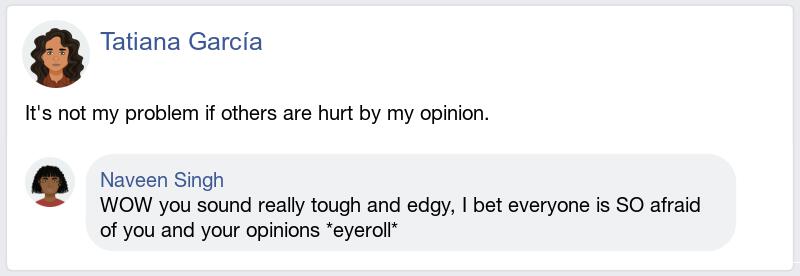 Tatiana García
It's not my problem if others are hurt by my opinion.
Naveen Singh
WOW you sound really tough and edgy, I bet everyone is SO afraid
of you and your opinions *eyeroll*